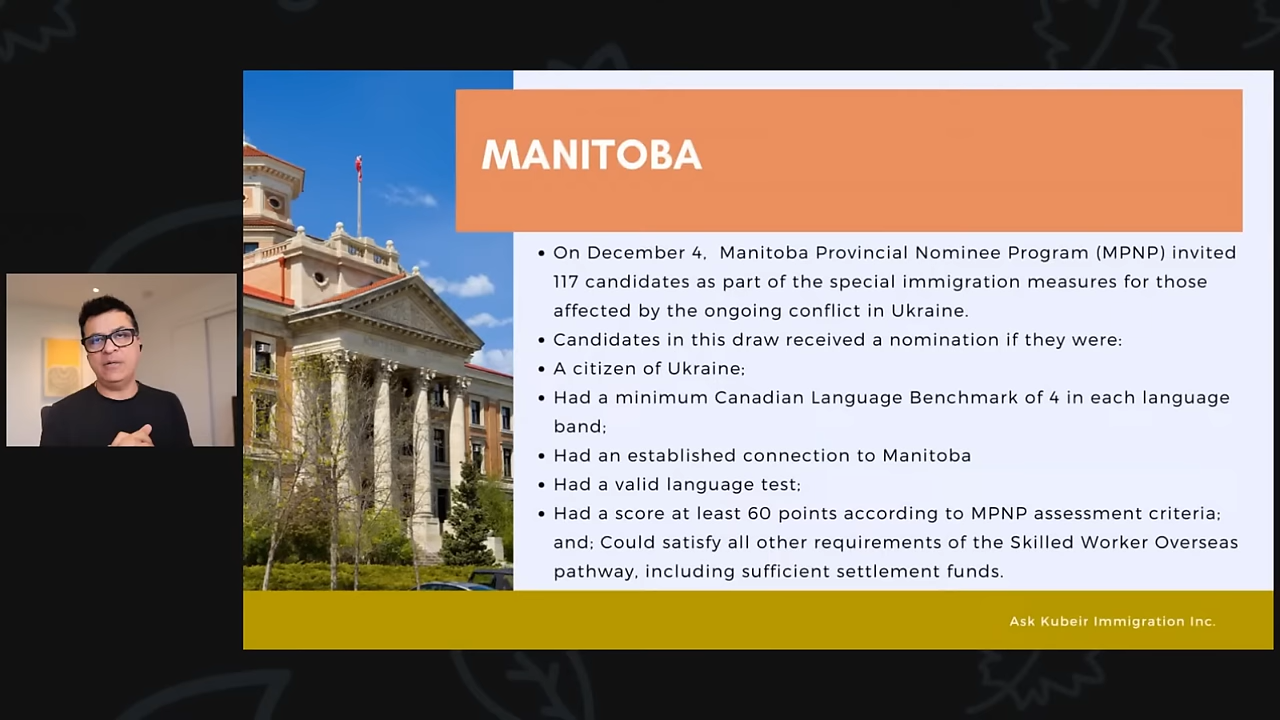 MANITOBA
• On December 4, Manitoba Provincial Nominee Program (MPNP) invited
117 candidates as part of the special immigration measures for those
affected by the ongoing conflict in Ukraine.
• Candidates in this draw received a nomination if they were:
• A citizen of Ukraine;
• Had a minimum Canadian Language Benchmark of 4 in each language
band;
• Had an established connection to Manitoba
• Had a valid language test;
• Had a score at least 60 points according to MPNP assessment criteria;
and; Could satisfy all other requirements of the Skilled Worker Overseas
pathway, including sufficient settlement funds.
Ask Kubeir Immigration Inc.